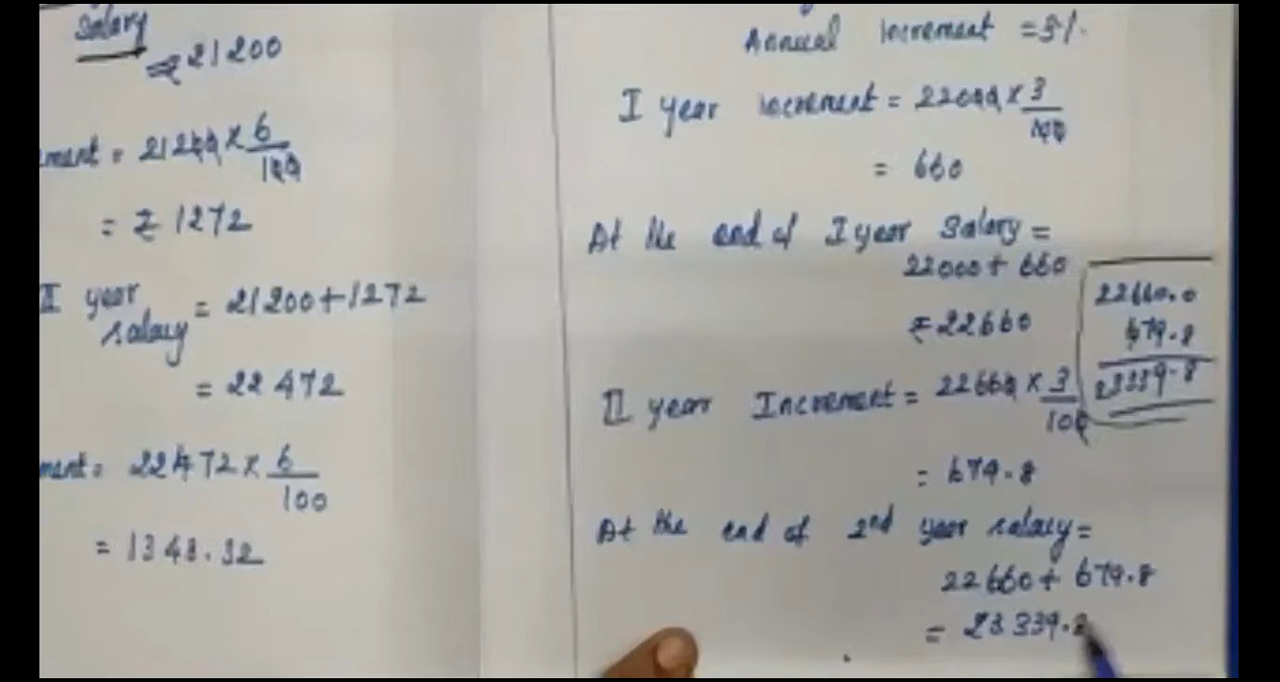 Salary
₹ 21200
ment = 21200 × 6/100
= ₹ 1272
II year salary = 21200+1272
= 22472
ment = 22472 × 6/100
= 1348.32
Annual Increment = 3%.
I year increment = 22000 × 3/100
= 660
At the end of I year Salary =
22000 + 660
₹ 22660
II year Increment = 22660 × 3/100
= 679.8
At the end of 2nd year salary =
22660 + 679.8
= 23339.8
22660.0
679.8
23339.8